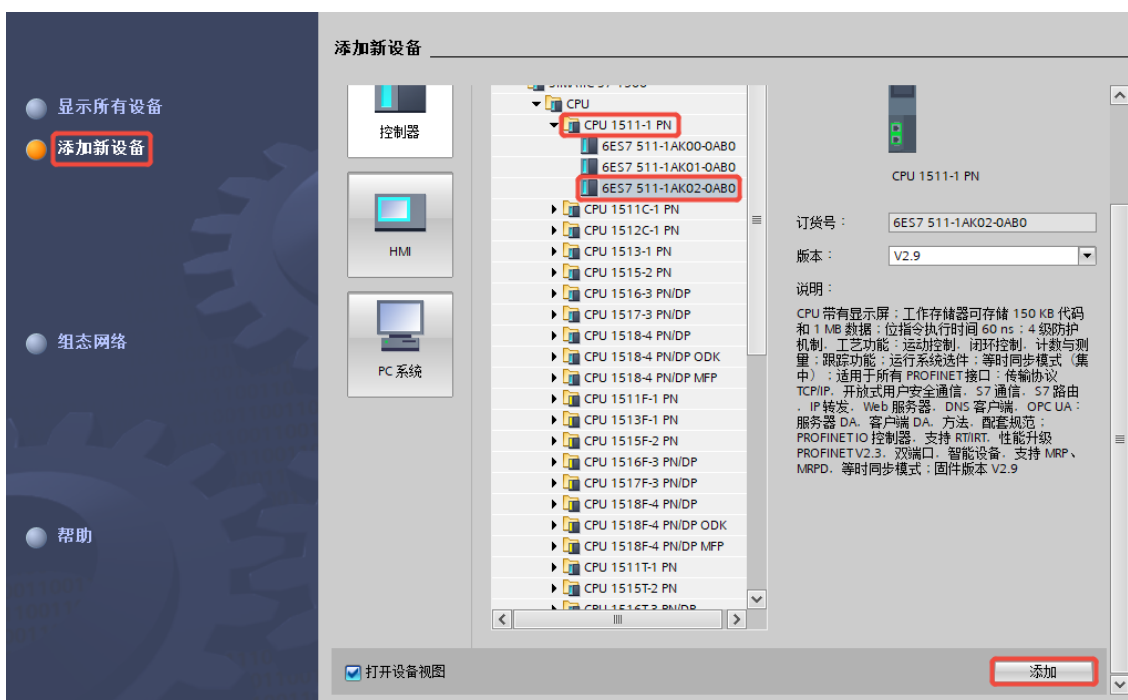 添加新设备
显示所有设备
添加新设备
组态网络
帮助
控制器
HMI
PC 系统
CPU
CPU 1511-1 PN
6ES7 511-1AK00-0AB0
6ES7 511-1AK01-0AB0
6ES7 511-1AK02-0AB0
CPU 1511C-1 PN
CPU 1512C-1 PN
CPU 1513-1 PN
CPU 1515-2 PN
CPU 1516-3 PN/DP
CPU 1517-3 PN/DP
CPU 1518-4 PN/DP
CPU 1518-4 PN/DP ODK
CPU 1518-4 PN/DP MFP
CPU 1511F-1 PN
CPU 1513F-1 PN
CPU 1515F-2 PN
CPU 1516F-3 PN/DP
CPU 1517F-3 PN/DP
CPU 1518F-4 PN/DP
CPU 1518F-4 PN/DP ODK
CPU 1518F-4 PN/DP MFP
CPU 1511T-1 PN
CPU 1515T-2 PN
CPU 1516T-3 PN/DP
CPU 1511-1 PN
订货号：
6ES7 511-1AK02-0AB0
版本：
V2.9
说明：
CPU 带有显示屏；工作存储器可存储 150 KB 代码
和 1 MB 数据；位指令执行时间 60 ns；4 级防护
机制，工艺功能：运动控制，闭环控制，计数与测
量；跟踪功能；运行系统选件；等时同步模式（集
中）；适用于所有 PROFINET 接口：传输协议
TCP/IP，开放式用户安全通信，S7 通信，S7 路由
，IP 转发，Web 服务器，DNS 客户端，OPC UA：
服务器 DA，客户端 DA，方法，配套规范；
PROFINET IO 控制器，支持 RT/IRT，性能升级
PROFINET V2.3，双端口，智能设备，支持 MRP、
MRPD，等时同步模式；固件版本 V2.9
打开设备视图
添加